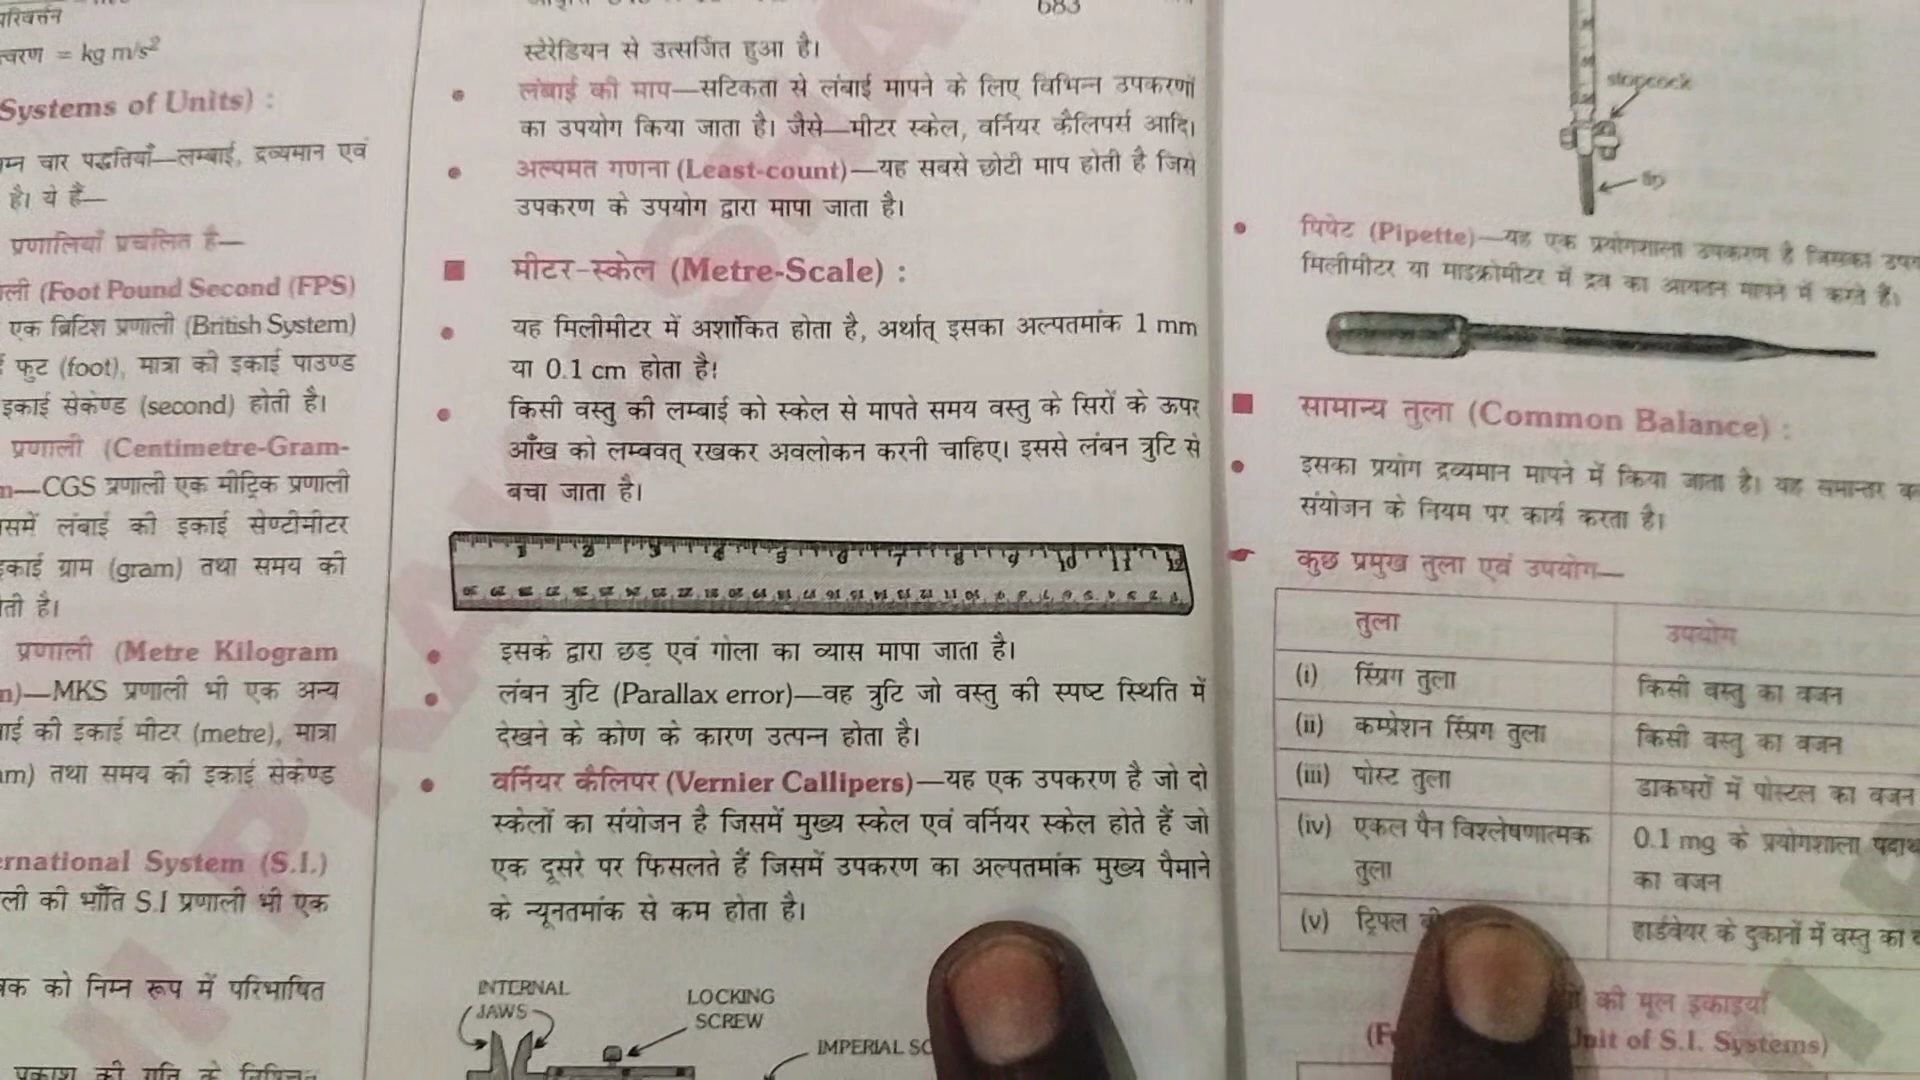 परिवर्तन
त्वरण = kg m/s²
Systems of Units) :
चार पद्धतियाँ—लम्बाई, द्रव्यमान एवं
है। ये हैं—
प्रणालियाँ प्रचलित है—
(Foot Pound Second (FPS)
एक ब्रिटिश प्रणाली (British System)
फुट (foot), मात्रा की इकाई पाउण्ड
इकाई सेकेण्ड (second) होती है।
प्रणाली (Centimetre-Gram-
—CGS प्रणाली एक मीट्रिक प्रणाली
लंबाई की इकाई सेण्टीमीटर
इकाई ग्राम (gram) तथा समय की
है।
प्रणाली (Metre Kilogram
—MKS प्रणाली भी एक अन्य
की इकाई मीटर (metre), मात्रा
तथा समय की इकाई सेकेण्ड
System (S.I.)
की भाँति S.I प्रणाली भी एक
को निम्न रूप में परिभाषित
प्रकाश की गति के
683
स्टेरेडियन से उत्सर्जित हुआ है।
• लंबाई की माप—सटिकता से लंबाई मापने के लिए विभिन्न उपकरणों
का उपयोग किया जाता है। जैसे—मीटर स्केल, वर्नियर कैलिपर्स आदि।
• अल्पमत गणना (Least-count)—यह सबसे छोटी माप होती है जिसे
उपकरण के उपयोग द्वारा मापा जाता है।
■ मीटर-स्केल (Metre-Scale) :
• यह मिलीमीटर में अशांकित होता है, अर्थात् इसका अल्पतमांक 1 mm
या 0.1 cm होता है!
• किसी वस्तु की लम्बाई को स्केल से मापते समय वस्तु के सिरों के ऊपर
आँख को लम्बवत् रखकर अवलोकन करनी चाहिए। इससे लंबन त्रुटि से
बचा जाता है।
• इसके द्वारा छड़ एवं गोला का व्यास मापा जाता है।
• लंबन त्रुटि (Parallax error)—वह त्रुटि जो वस्तु की स्पष्ट स्थिति में
देखने के कोण के कारण उत्पन्न होता है।
• वर्नियर कैलिपर (Vernier Callipers)—यह एक उपकरण है जो दो
स्केलों का संयोजन है जिसमें मुख्य स्केल एवं वर्नियर स्केल होते हैं जो
एक दूसरे पर फिसलते हैं जिसमें उपकरण का अल्पतमांक मुख्य पैमाने
के न्यूनतमांक से कम होता है।
INTERNAL
JAWS
LOCKING
SCREW
IMPERIAL
stopcock
tip
• पिपेट (Pipette)—यह एक प्रयोगशाला उपकरण है जिसका
मिलीमीटर या माइक्रोमीटर में द्रव का आयतन मापने में करते हैं।
■ सामान्य तुला (Common Balance) :
• इसका प्रयोग द्रव्यमान मापने में किया जाता है। यह समान्तर
संयोजन के नियम पर कार्य करता है।
कुछ प्रमुख तुला एवं उपयोग—
तुला उपयोग
(i) स्प्रिंग तुला किसी वस्तु का वजन
(ii) कम्प्रेशन स्प्रिंग तुला किसी वस्तु का वजन
(iii) पोस्ट तुला डाकघरों में पोस्टल का वजन
(iv) एकल पैन विश्लेषणात्मक 0.1 mg के प्रयोगशाला
तुला का वजन
(v) ट्रिपल हार्डवेयर के दुकानों में वस्तु का
की मूल इकाइयाँ
of S.I. Systems)